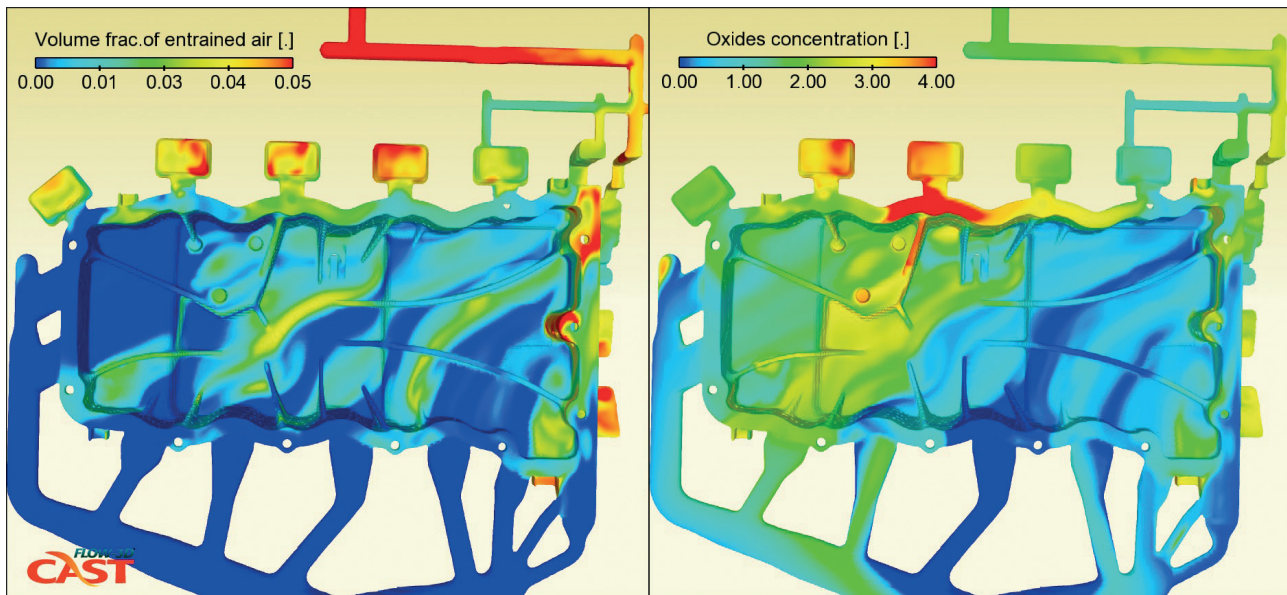 Volume frac.of entrained air [.]
0.00 0.01 0.03 0.04 0.05
Oxides concentration [.]
0.00 1.00 2.00 3.00 4.00
FLOW-3D
CAST